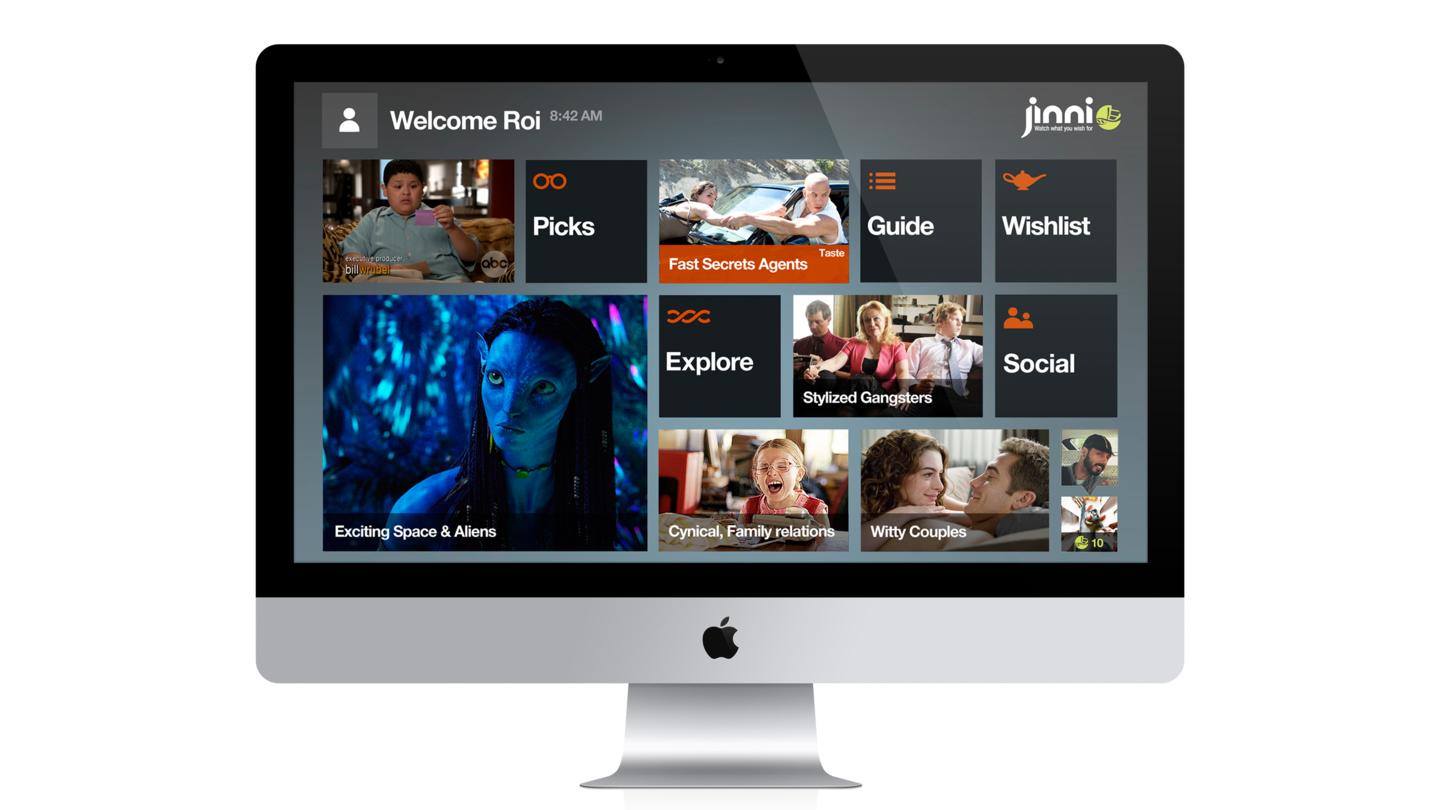 Welcome Roi 8:42 AM
jinni
Watch what you wish for
executive producer
bill wrubel
abc
Picks
Taste
Fast Secrets Agents
Guide
Wishlist
Explore
Stylized Gangsters
Social
Exciting Space & Aliens
Cynical, Family relations
Witty Couples
10